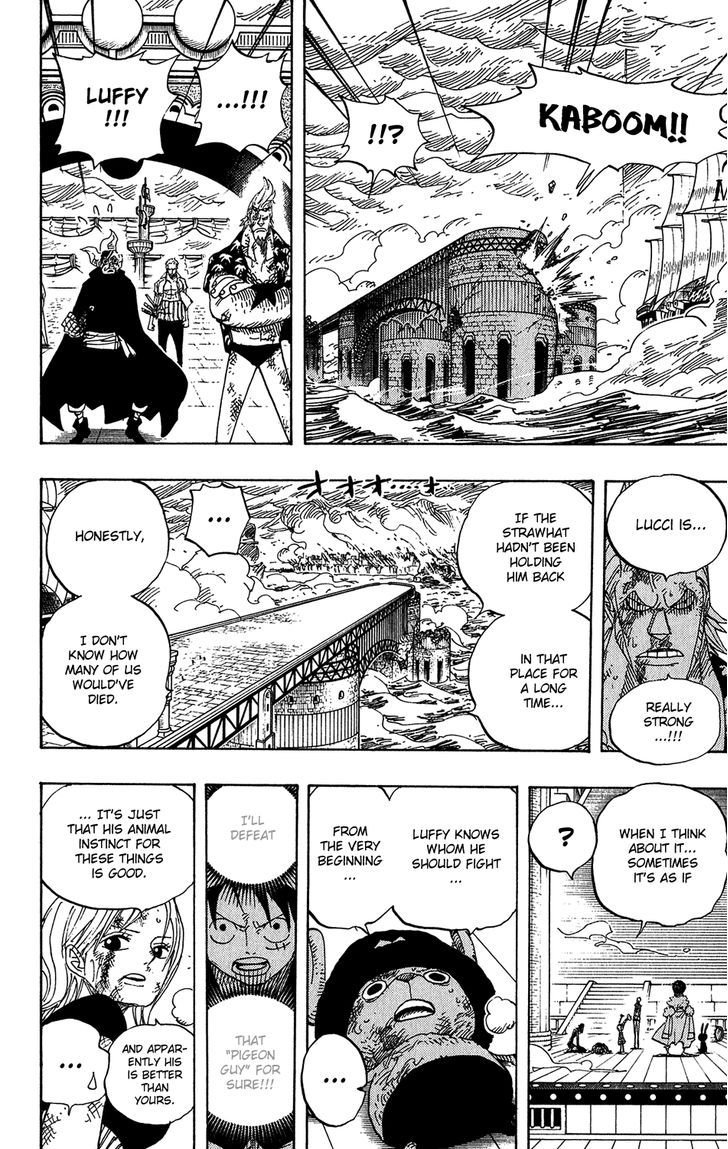 KABOOM!!
!!?
...!!!
LUFFY
!!!
LUCCI IS...
REALLY
STRONG
...!!!
IF THE
STRAWHAT
HADN'T BEEN
HOLDING
HIM BACK
IN THAT
PLACE FOR
A LONG
TIME...
オオオ......
...
HONESTLY,
I DON'T
KNOW HOW
MANY OF US
WOULD'VE
DIED.
WHEN I THINK
ABOUT IT...
SOMETIMES
IT'S AS IF
?
LUFFY KNOWS
WHOM HE
SHOULD FIGHT
...
FROM
THE VERY
BEGINNING
...
...
I'LL
DEFEAT
THAT
"PIGEON
GUY" FOR
SURE!!!
... IT'S JUST
THAT HIS ANIMAL
INSTINCT FOR
THESE THINGS
IS GOOD.
AND APPAR-
ENTLY HIS IS
BETTER THAN
YOURS.
...